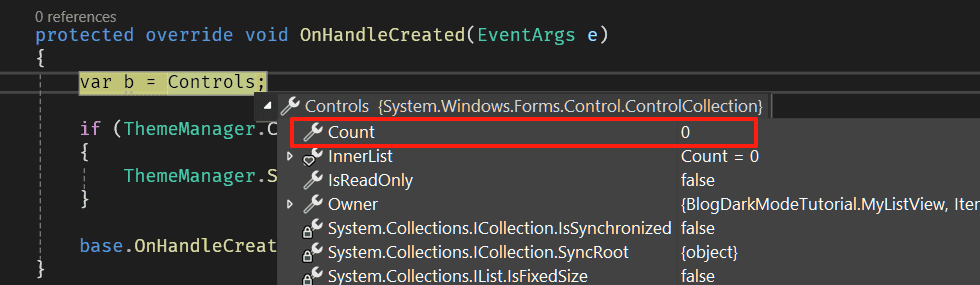 0 references
protected override void OnHandleCreated(EventArgs e)
{
var b = Controls;
Controls {System.Windows.Forms.Control.ControlCollection}
Count 0
if (ThemeManager.C
InnerList Count = 0
{
IsReadOnly false
ThemeManager.S
Owner {BlogDarkModeTutorial.MyListView, Iter
}
System.Collections.ICollection.IsSynchronized false
base.OnHandleCreat
System.Collections.ICollection.SyncRoot {object}
}
System.Collections.IList.IsFixedSize false